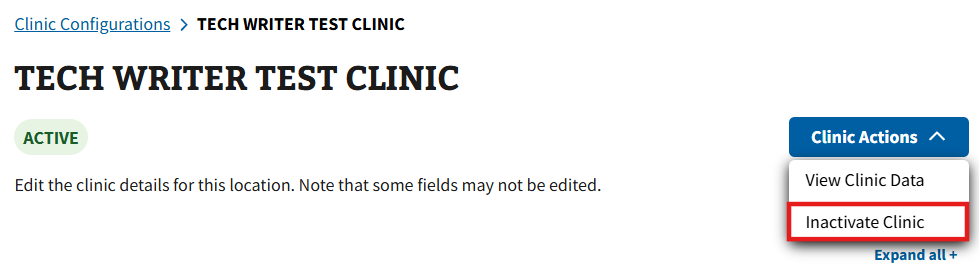 Clinic Configurations > TECH WRITER TEST CLINIC
TECH WRITER TEST CLINIC
ACTIVE
Clinic Actions
Edit the clinic details for this location. Note that some fields may not be edited.
View Clinic Data
Inactivate Clinic
Expand all +